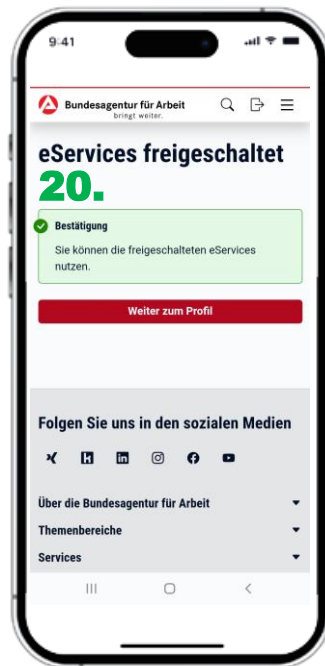 9:41
Bundesagentur für Arbeit
bringt weiter.
eServices freigeschaltet
20.
Bestätigung
Sie können die freigeschalteten eServices
nutzen.
Weiter zum Profil
Folgen Sie uns in den sozialen Medien
Über die Bundesagentur für Arbeit
Themenbereiche
Services